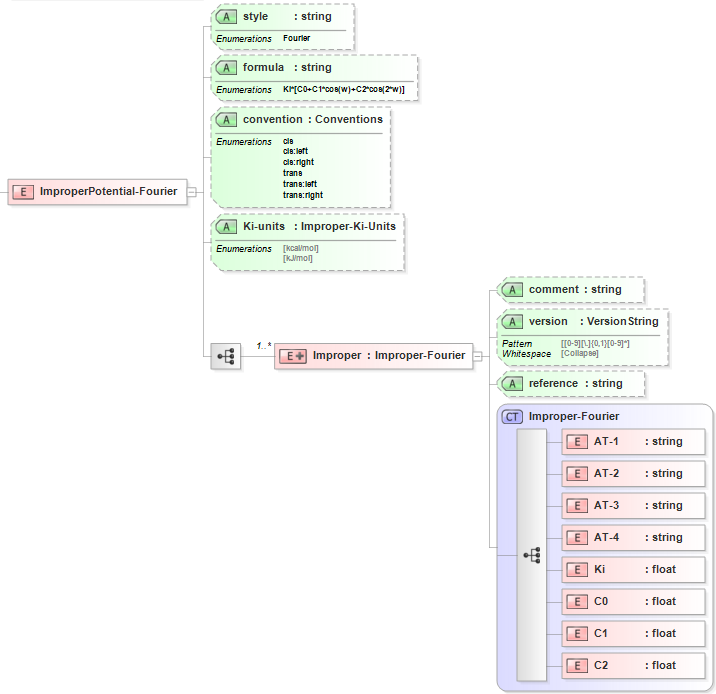 A style : string
Enumerations Fourier
A formula : string
Enumerations Ki*[C0+C1*cos(w)+C2*cos(2*w)]
A convention : Conventions
Enumerations cis
cis:left
cis:right
trans
trans:left
trans:right
E ImproperPotential-Fourier
A Ki-units : Improper-Ki-Units
Enumerations [kcal/mol]
[kJ/mol]
1..* E Improper : Improper-Fourier
A comment : string
A version : VersionString
Pattern [[0-9][\.]{0,1}[0-9]*]
Whitespace [Collapse]
A reference : string
CT Improper-Fourier
E AT-1 : string
E AT-2 : string
E AT-3 : string
E AT-4 : string
E Ki : float
E C0 : float
E C1 : float
E C2 : float